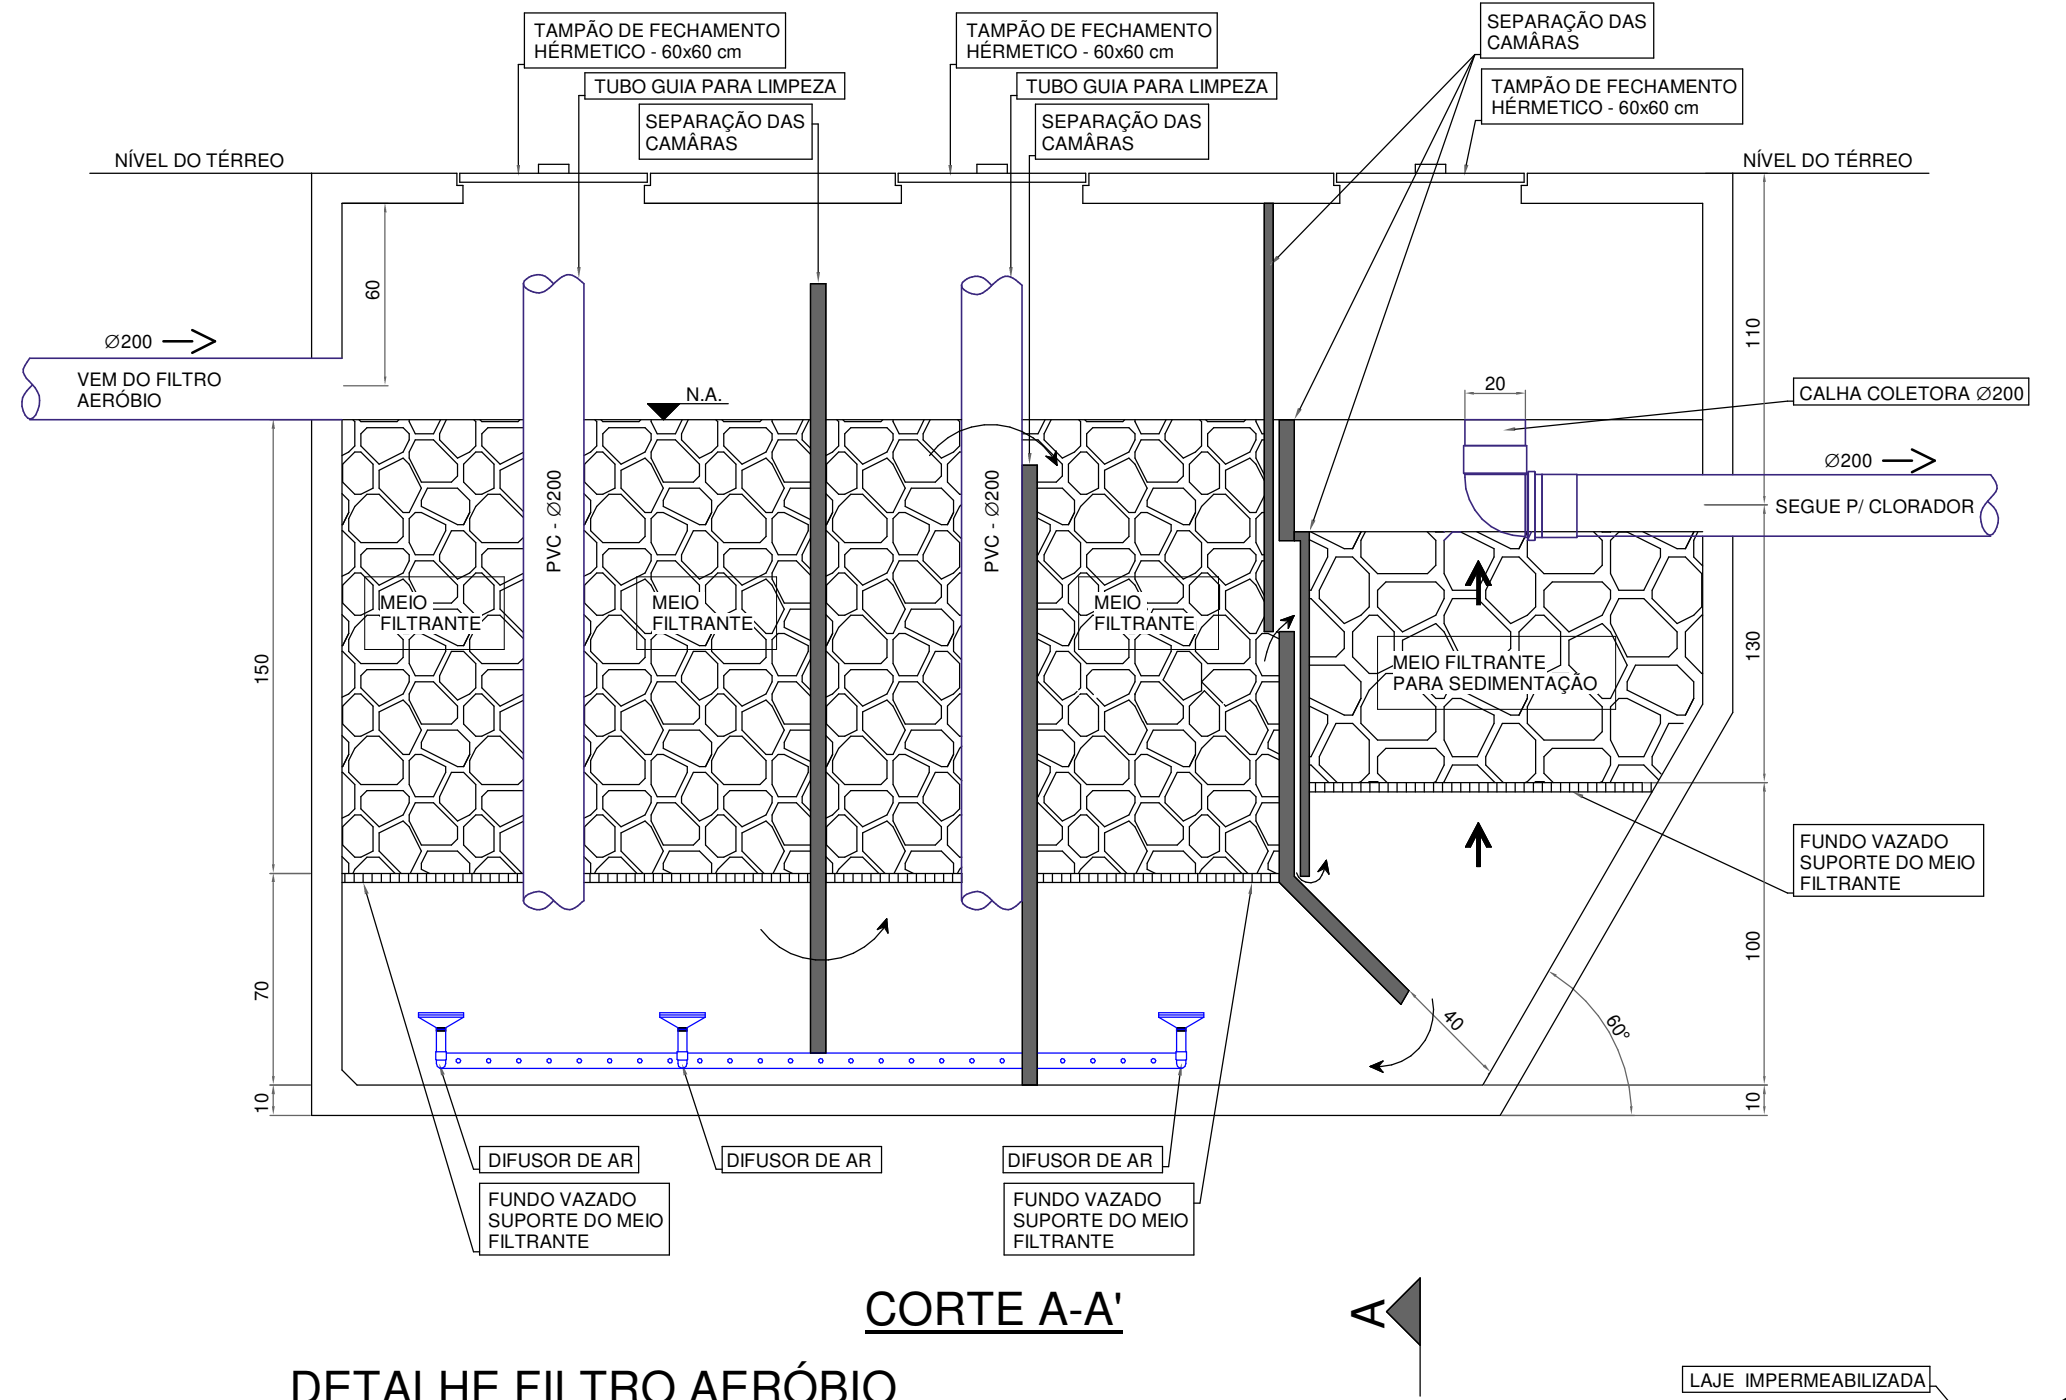 TAMPÃO DE FECHAMENTO
HÉRMETICO - 60x60 cm
TUBO GUIA PARA LIMPEZA
SEPARAÇÃO DAS
CAMÂRAS
TAMPÃO DE FECHAMENTO
HÉRMETICO - 60x60 cm
TUBO GUIA PARA LIMPEZA
SEPARAÇÃO DAS
CAMÂRAS
SEPARAÇÃO DAS
CAMÂRAS
TAMPÃO DE FECHAMENTO
HÉRMETICO - 60x60 cm
NÍVEL DO TÉRREO
NÍVEL DO TÉRREO
60
110
Ø200
VEM DO FILTRO
AERÓBIO
N.A.
20
CALHA COLETORA Ø200
Ø200
SEGUE P/ CLORADOR
PVC - Ø200
PVC - Ø200
MEIO
FILTRANTE
MEIO
FILTRANTE
MEIO
FILTRANTE
MEIO FILTRANTE
PARA SEDIMENTAÇÃO
150
130
FUNDO VAZADO
SUPORTE DO MEIO
FILTRANTE
70
100
40
60°
10
10
DIFUSOR DE AR
DIFUSOR DE AR
DIFUSOR DE AR
FUNDO VAZADO
SUPORTE DO MEIO
FILTRANTE
FUNDO VAZADO
SUPORTE DO MEIO
FILTRANTE
CORTE A-A'
A
DETALHE FILTRO AERÓBIO
LAJE IMPERMEABILIZADA